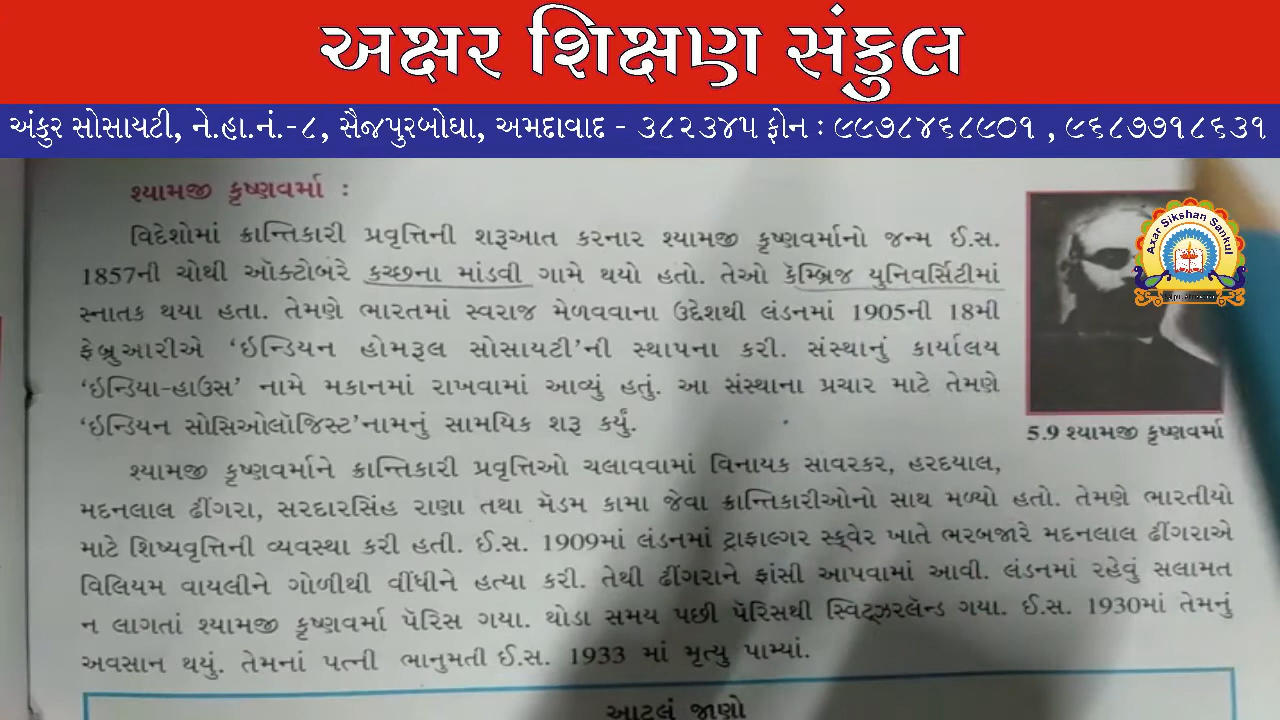 અક્ષર શિક્ષણ સંકુલ
અંકુર સોસાયટી, ને.હા.નં.-૮, સૈજપુરબોઘા, અમદાવાદ - ૩૮૨૩૪૫ ફોન : ૯૯૭૮૪૬૮૯૦૧ , ૯૬૮૭૭૧૮૬૩૧
શ્યામજી કૃષ્ણવર્મા :
વિદેશોમાં ક્રાન્તિકારી પ્રવૃત્તિની શરૂઆત કરનાર શ્યામજી કૃષ્ણવર્માનો જન્મ ઈ.સ.
1857ની ચોથી ઑક્ટોબરે કચ્છના માંડવી ગામે થયો હતો. તેઓ કૅમ્બ્રિજ યુનિવર્સિટીમાં
સ્નાતક થયા હતા. તેમણે ભારતમાં સ્વરાજ મેળવવાના ઉદેશથી લંડનમાં 1905ની 18મી
ફેબ્રુઆરીએ ‘ઇન્ડિયન હોમરૂલ સોસાયટી’ની સ્થાપના કરી. સંસ્થાનું કાર્યાલય
‘ઇન્ડિયા-હાઉસ’ નામે મકાનમાં રાખવામાં આવ્યું હતું. આ સંસ્થાના પ્રચાર માટે તેમણે
‘ઇન્ડિયન સોસિઓલૉજિસ્ટ’નામનું સામયિક શરૂ કર્યું.
Axar Sikshan Sankul
5.9 શ્યામજી કૃષ્ણવર્મા
શ્યામજી કૃષ્ણવર્માને ક્રાન્તિકારી પ્રવૃત્તિઓ ચલાવવામાં વિનાયક સાવરકર, હરદયાલ,
મદનલાલ ઢીંગરા, સરદારસિંહ રાણા તથા મૅડમ કામા જેવા ક્રાન્તિકારીઓનો સાથ મળ્યો હતો. તેમણે ભારતીયો
માટે શિષ્યવૃત્તિની વ્યવસ્થા કરી હતી. ઈ.સ. 1909માં લંડનમાં ટ્રાફાલ્ગર સ્ક્વેર ખાતે ભરબજારે મદનલાલ ઢીંગરાએ
વિલિયમ વાયલીને ગોળીથી વીંધીને હત્યા કરી. તેથી ઢીંગરાને ફાંસી આપવામાં આવી. લંડનમાં રહેવું સલામત
ન લાગતાં શ્યામજી કૃષ્ણવર્મા પૅરિસ ગયા. થોડા સમય પછી પૅરિસથી સ્વિટ્ઝરલૅન્ડ ગયા. ઈ.સ. 1930માં તેમનું
અવસાન થયું. તેમનાં પત્ની ભાનુમતી ઈ.સ. 1933 માં મૃત્યુ પામ્યાં.
આટલું જાણો